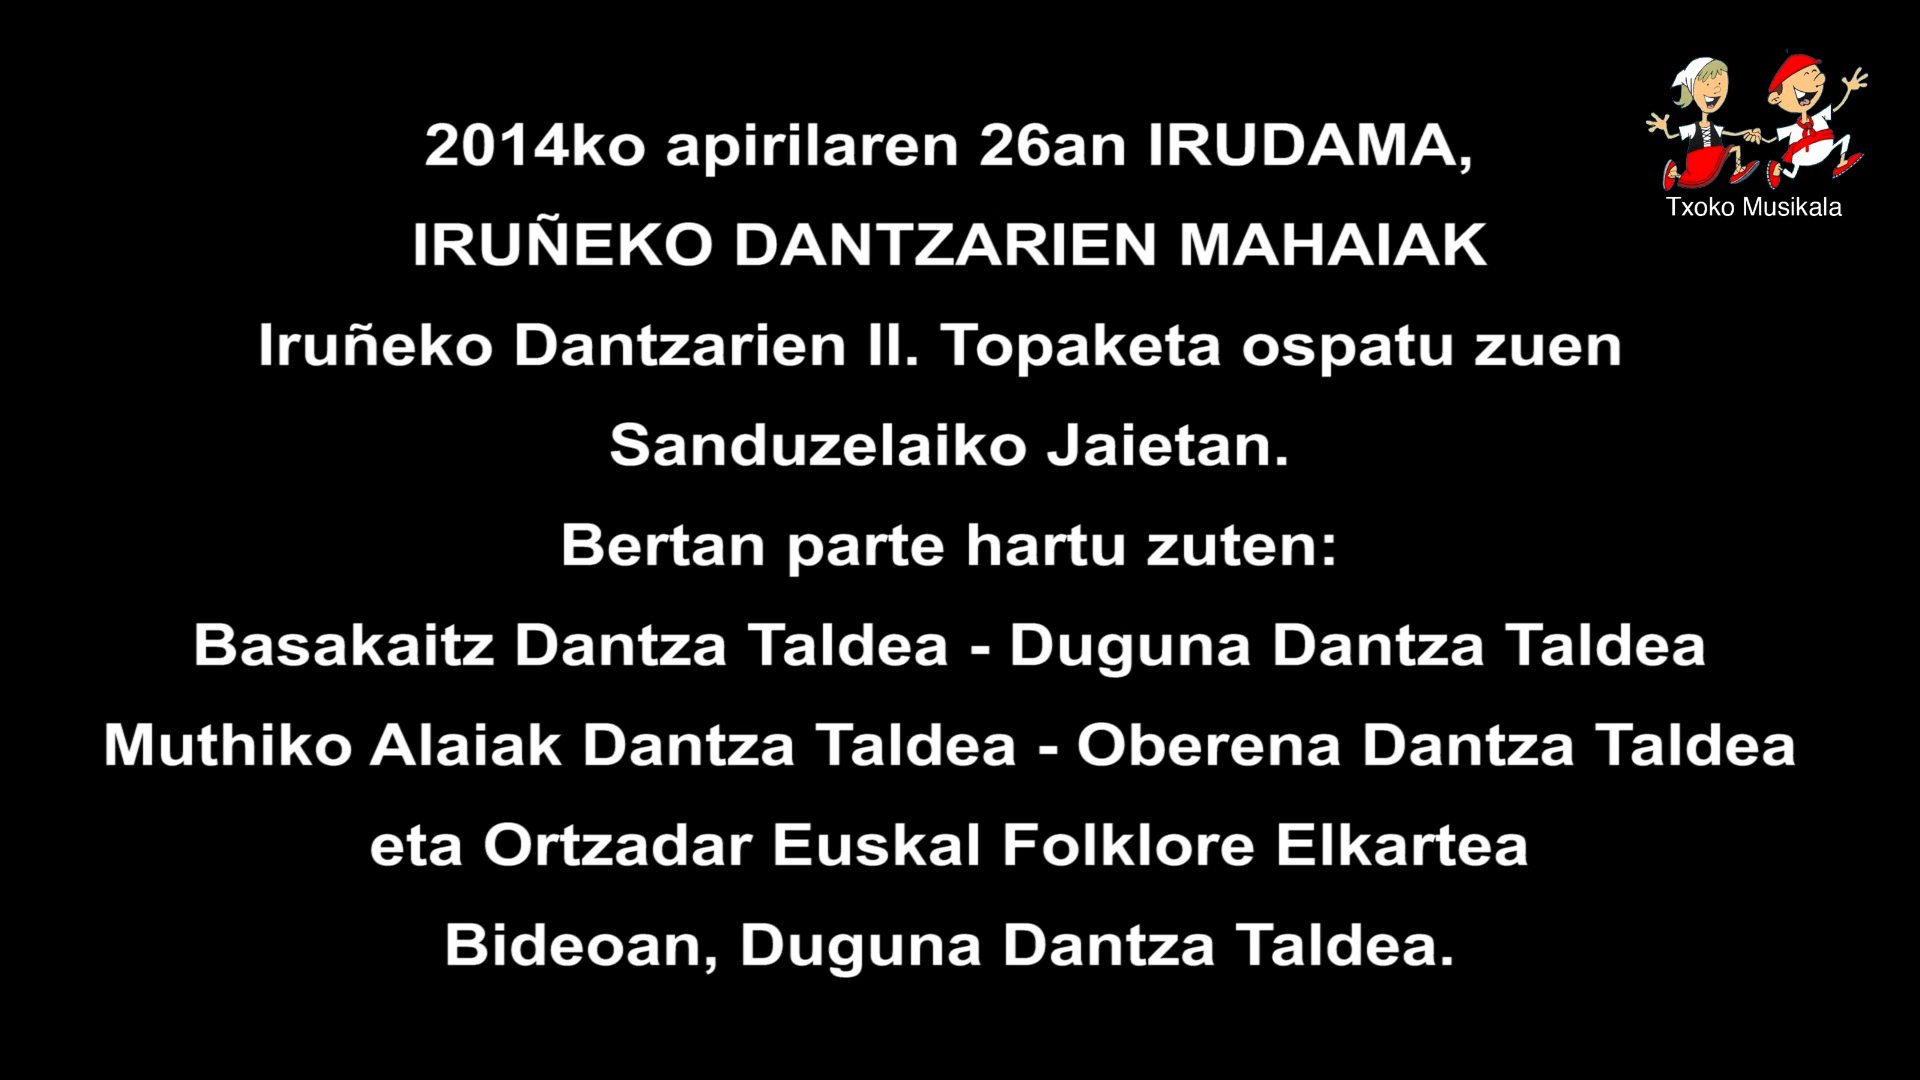 2014ko apirilaren 26an IRUDAMA,
IRUÑEKO DANTZARIEN MAHAIAK
Iruñeko Dantzarien II. Topaketa ospatu zuen
Sanduzelaiko Jaietan.
Bertan parte hartu zuten:
Basakaitz Dantza Taldea - Duguna Dantza Taldea
Muthiko Alaiak Dantza Taldea - Oberena Dantza Taldea
eta Ortzadar Euskal Folklore Elkartea
Bideoan, Duguna Dantza Taldea.
Txoko Musikala